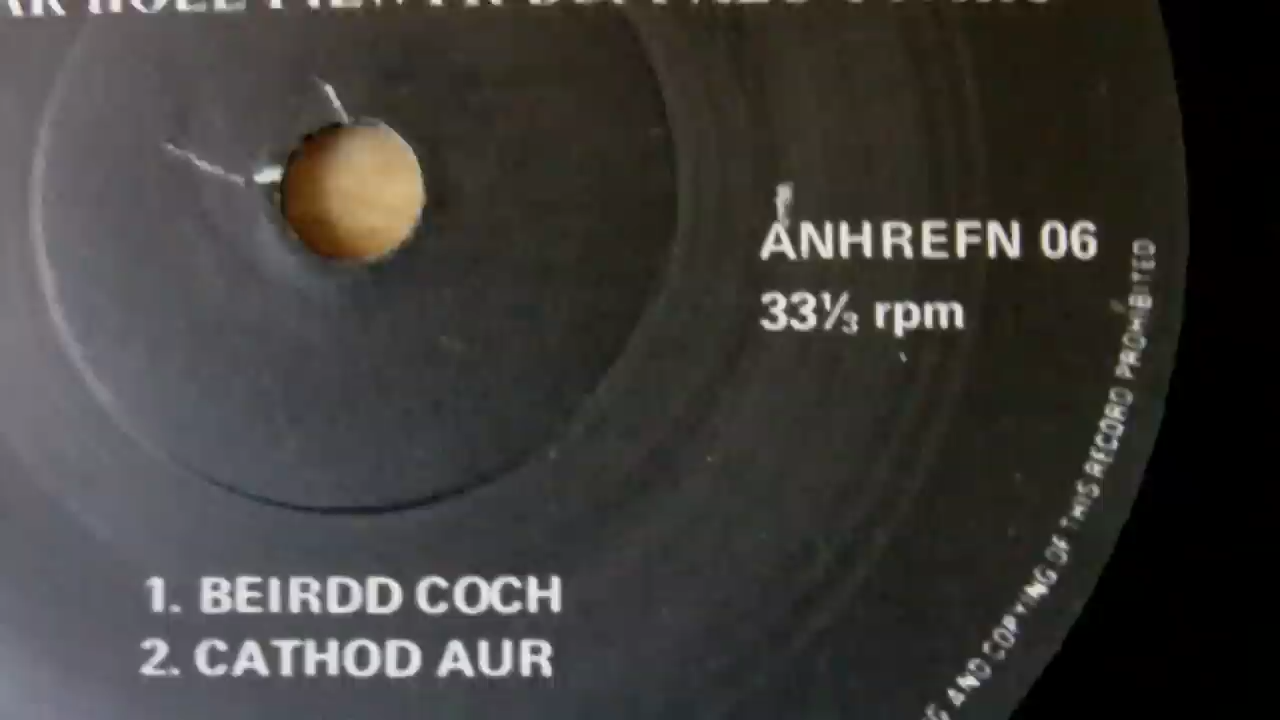 ANHREFN 06
33⅓ rpm
1. BEIRDD COCH
2. CATHOD AUR
AND COPYING OF THIS RECORD PROHIBITED